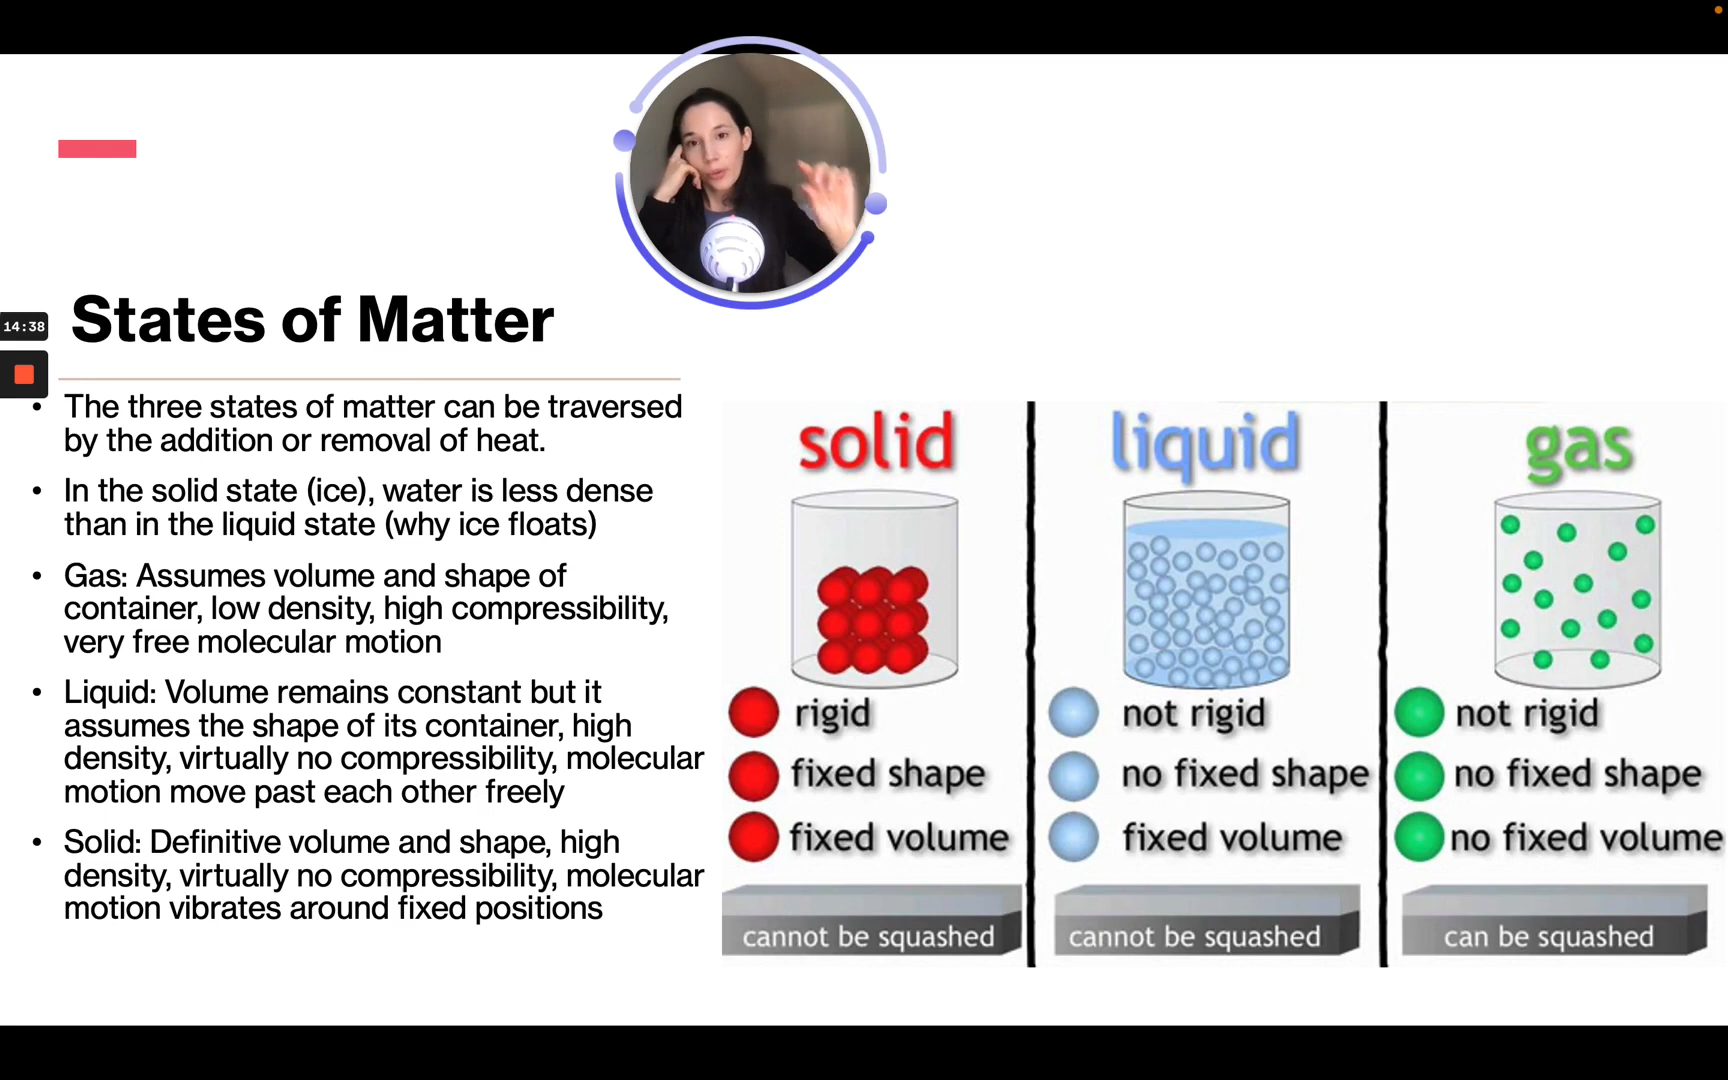 14:38
States of Matter
• The three states of matter can be traversed
by the addition or removal of heat.
• In the solid state (ice), water is less dense
than in the liquid state (why ice floats)
• Gas: Assumes volume and shape of
container, low density, high compressibility,
very free molecular motion
• Liquid: Volume remains constant but it
assumes the shape of its container, high
density, virtually no compressibility, molecular
motion move past each other freely
• Solid: Definitive volume and shape, high
density, virtually no compressibility, molecular
motion vibrates around fixed positions
solid
rigid
fixed shape
fixed volume
cannot be squashed
liquid
not rigid
no fixed shape
fixed volume
cannot be squashed
gas
not rigid
no fixed shape
no fixed volume
can be squashed